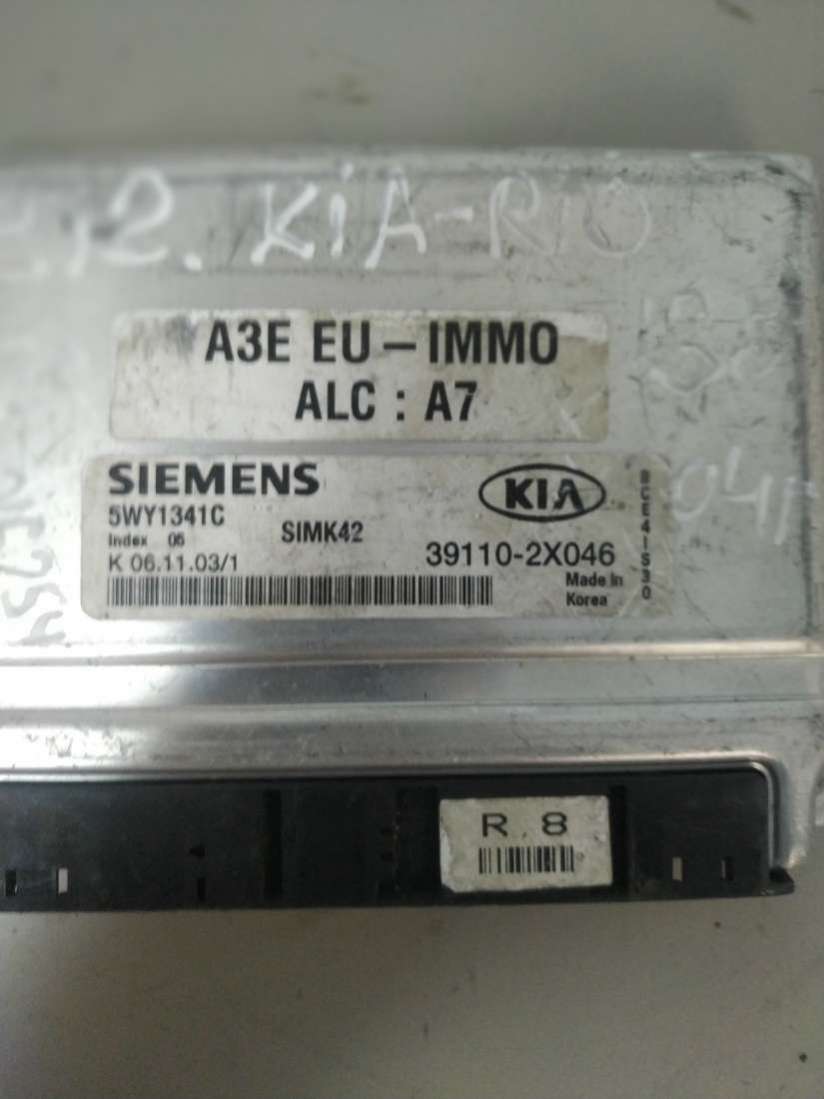 KiA-RIO
A3E EU – IMMO
ALC : A7
SIEMENS
KIA
5WY1341C
Index 06
SIMK42
K 06.11.03/1
39110-2X046
Made In
Korea
R.8